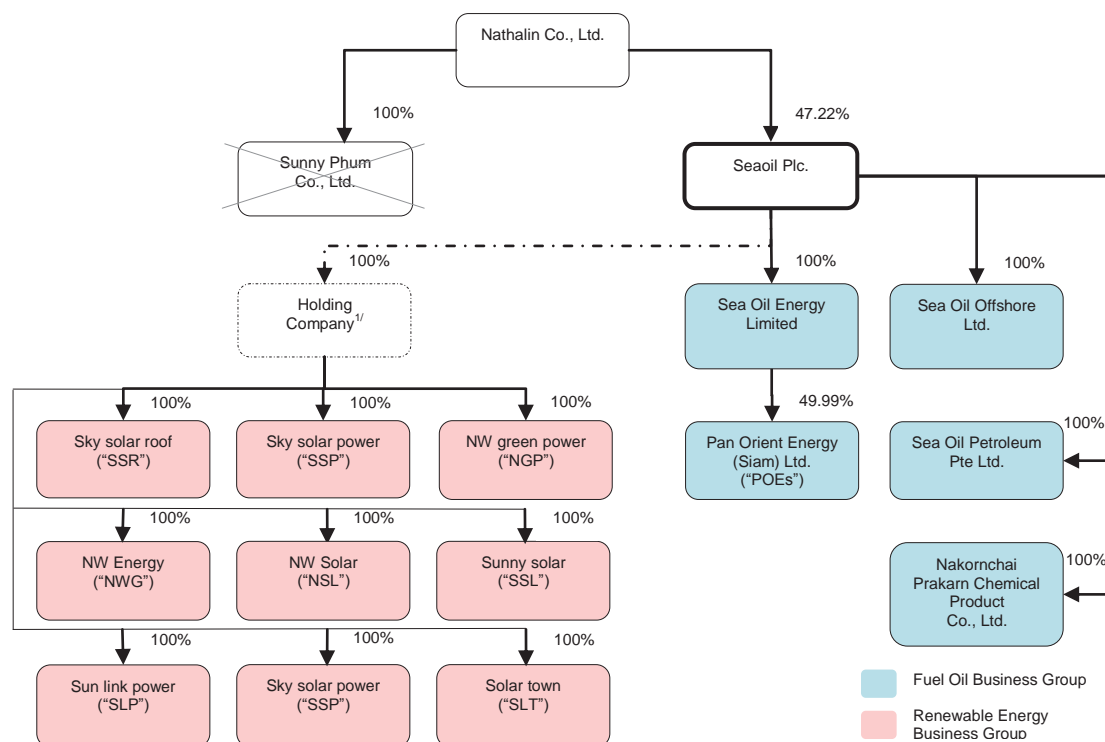 Nathalin Co., Ltd.
100%
47.22%
Sunny Phum
Co., Ltd.
Seaoil Plc.
100%
100%
100%
Holding
Company1/
Sea Oil Energy
Limited
Sea Oil Offshore
Ltd.
100%
100%
100%
49.99%
100%
Sky solar roof
(“SSR”)
Sky solar power
(“SSP”)
NW green power
(“NGP”)
Pan Orient Energy
(Siam) Ltd.
(“POEs”)
Sea Oil Petroleum
Pte Ltd.
100%
100%
100%
100%
NW Energy
(“NWG”)
NW Solar
(“NSL”)
Sunny solar
(“SSL”)
Nakornchai
Prakarn Chemical
Product
Co., Ltd.
100%
100%
100%
Sun link power
(“SLP”)
Sky solar power
(“SSP”)
Solar town
(“SLT”)
Fuel Oil Business Group
Renewable Energy
Business Group